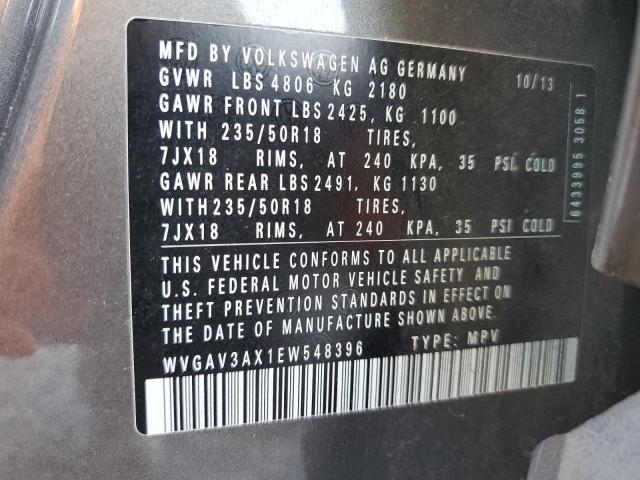 MFD BY VOLKSWAGEN AG GERMANY 10/13
GVWR LBS 4806 KG 2180
GAWR FRONT LBS 2425, KG 1100
WITH 235/50R18 TIRES,
7JX18 RIMS, AT 240 KPA, 35 PSI COLD
GAWR REAR LBS 2491, KG 1130
WITH 235/50R18 TIRES,
7JX18 RIMS, AT 240 KPA, 35 PSI COLD
THIS VEHICLE CONFORMS TO ALL APPLICABLE
U.S. FEDERAL MOTOR VEHICLE SAFETY AND
THEFT PREVENTION STANDARDS IN EFFECT ON
THE DATE OF MANUFACTURE SHOWN ABOVE.
WVGAV3AX1EW548396 TYPE: MPV
6433995 3058 1